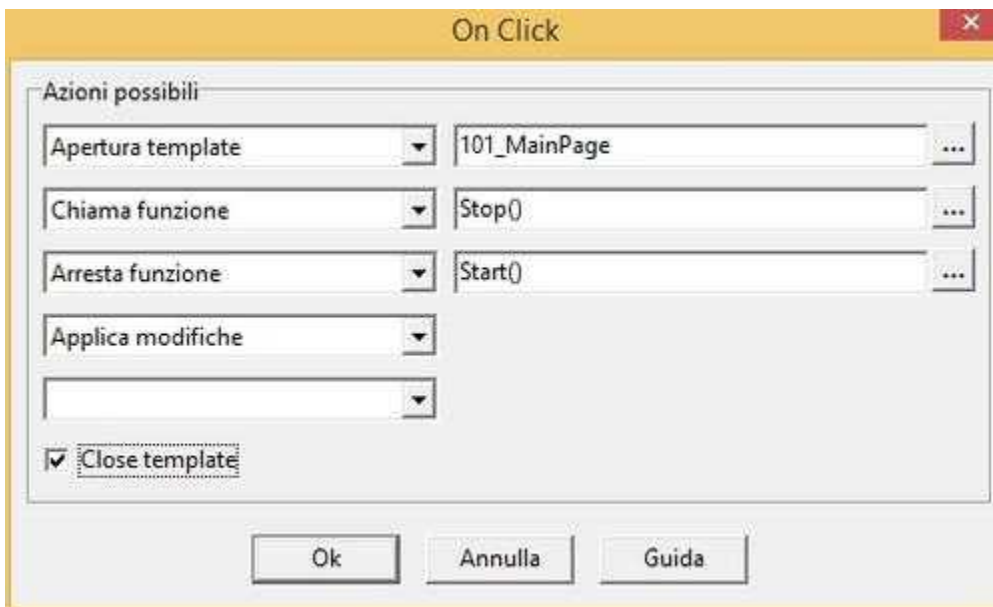 On Click
Azioni possibili
Apertura template 101_MainPage ...
Chiama funzione Stop() ...
Arresta funzione Start() ...
Applica modifiche
Close template
Ok Annulla Guida